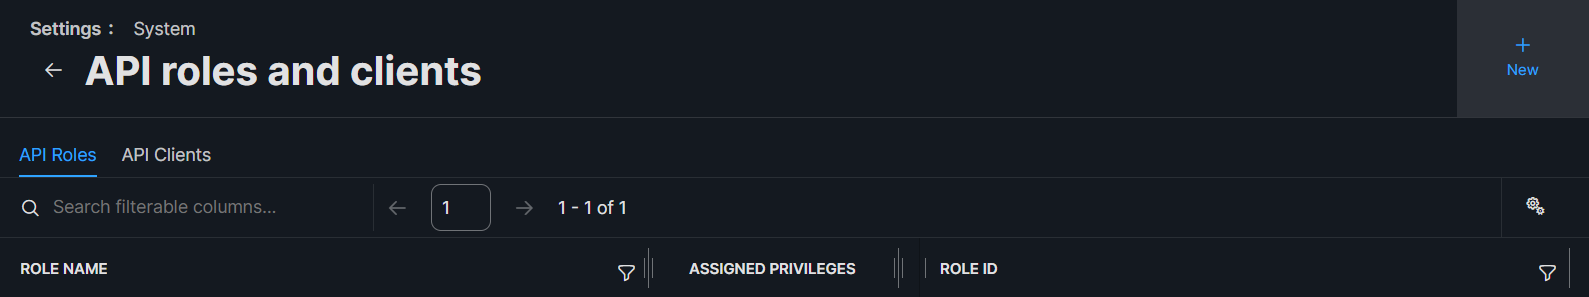 Settings : System
API roles and clients
New
API Roles API Clients
Search filterable columns... 1 1 - 1 of 1
ROLE NAME ASSIGNED PRIVILEGES ROLE ID